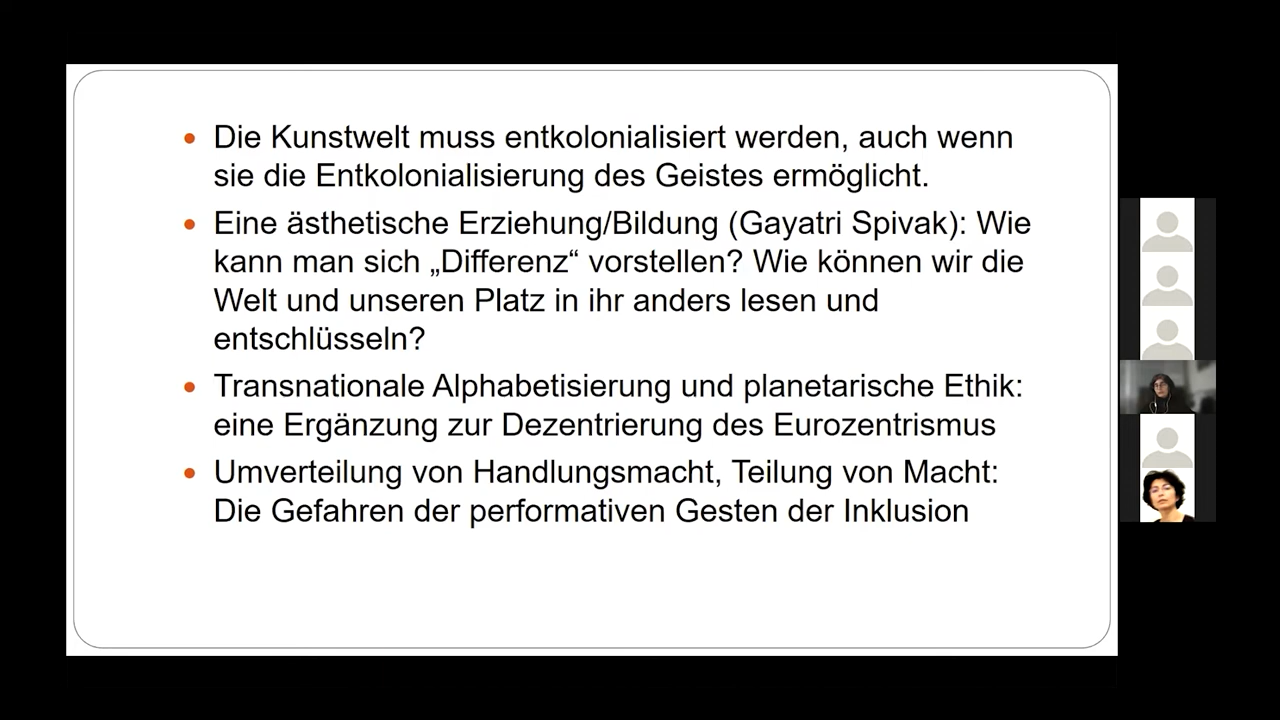 Die Kunstwelt muss entkolonialisiert werden, auch wenn
sie die Entkolonialisierung des Geistes ermöglicht.
Eine ästhetische Erziehung/Bildung (Gayatri Spivak): Wie
kann man sich „Differenz“ vorstellen? Wie können wir die
Welt und unseren Platz in ihr anders lesen und
entschlüsseln?
Transnationale Alphabetisierung und planetarische Ethik:
eine Ergänzung zur Dezentrierung des Eurozentrismus
Umverteilung von Handlungsmacht, Teilung von Macht:
Die Gefahren der performativen Gesten der Inklusion